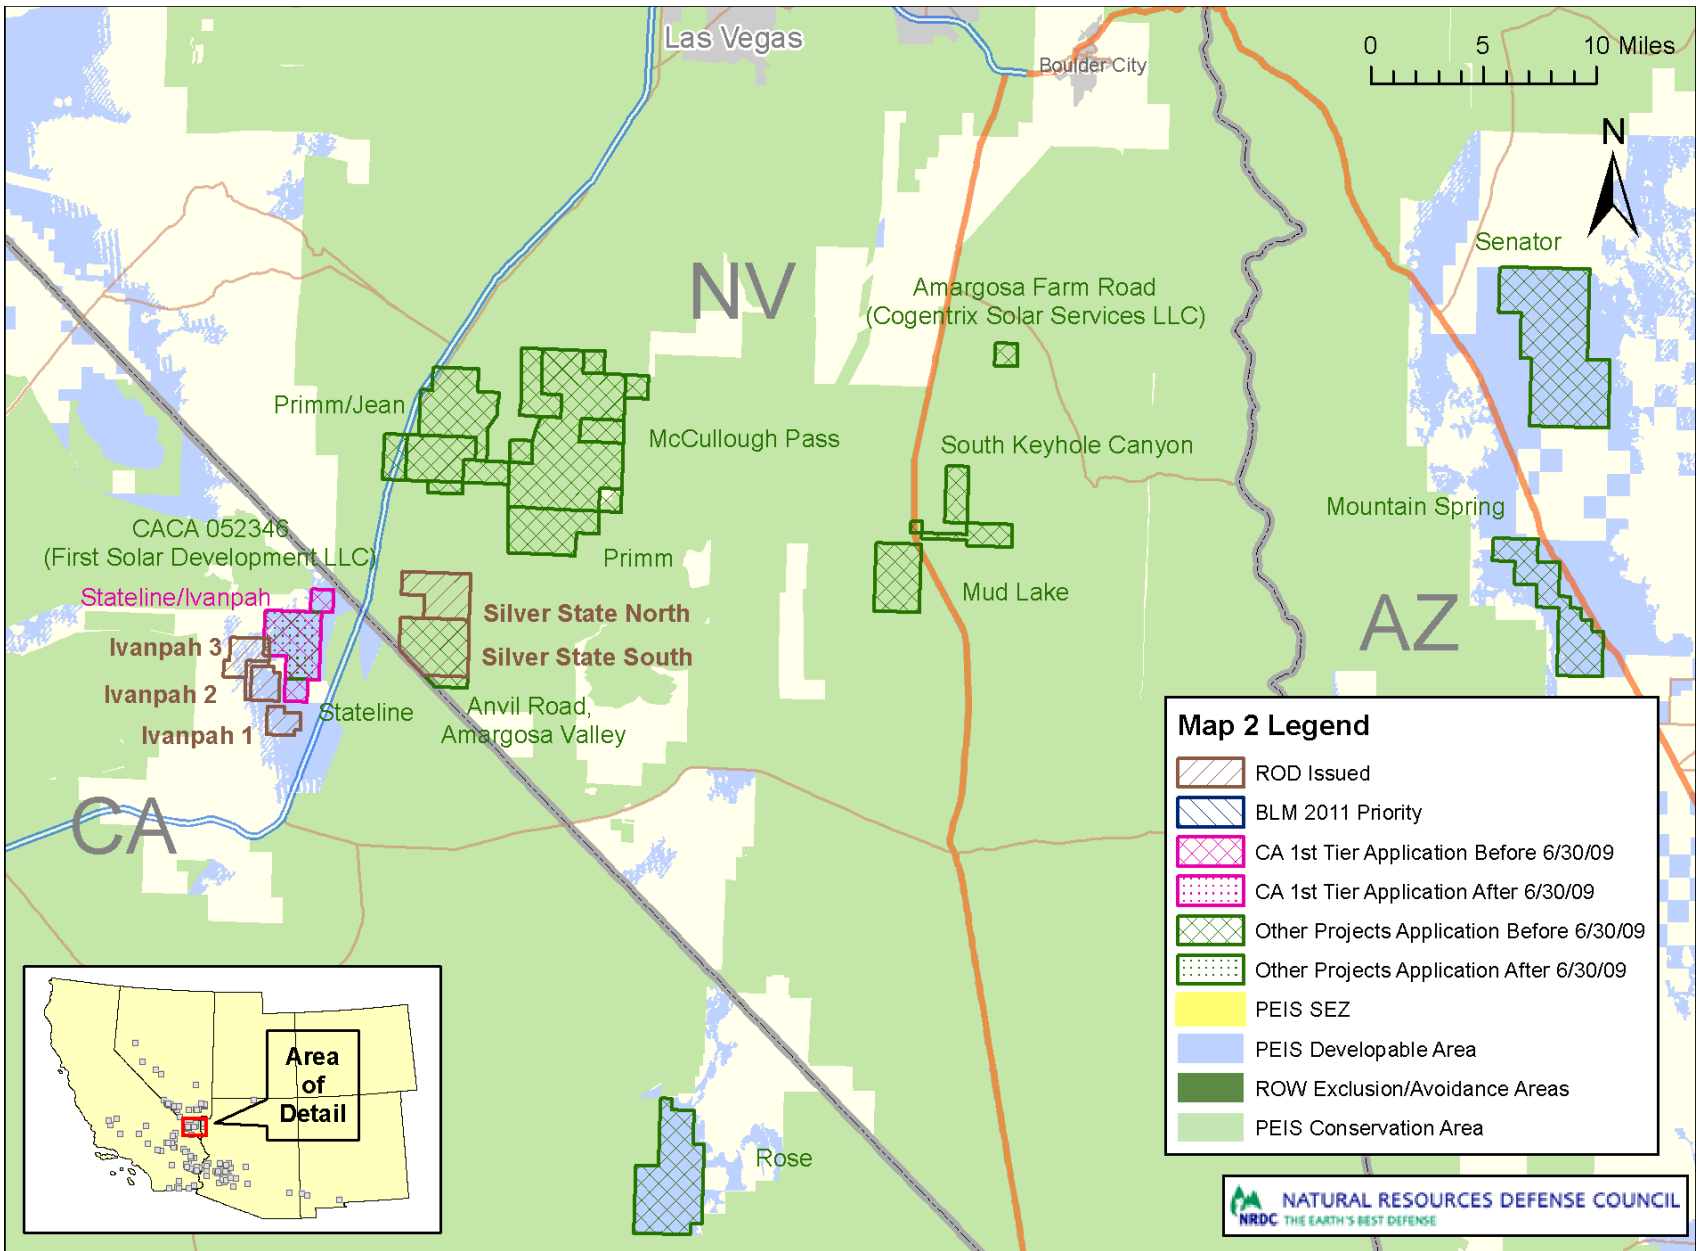 Las Vegas
Boulder City
0 5 10 Miles
N
Senator
NV
Amargosa Farm Road
(Cogentrix Solar Services LLC)
Primm/Jean
McCullough Pass
South Keyhole Canyon
Mountain Spring
CACA 052346
(First Solar Development LLC)
Primm
Mud Lake
Stateline/Ivanpah
Silver State North
AZ
Ivanpah 3
Silver State South
Ivanpah 2
Stateline
Anvil Road,
Amargosa Valley
Ivanpah 1
CA
Rose
Map 2 Legend
ROD Issued
BLM 2011 Priority
CA 1st Tier Application Before 6/30/09
CA 1st Tier Application After 6/30/09
Other Projects Application Before 6/30/09
Other Projects Application After 6/30/09
PEIS SEZ
PEIS Developable Area
ROW Exclusion/Avoidance Areas
PEIS Conservation Area
Area
of
Detail
NRDC
NATURAL RESOURCES DEFENSE COUNCIL
THE EARTH'S BEST DEFENSE